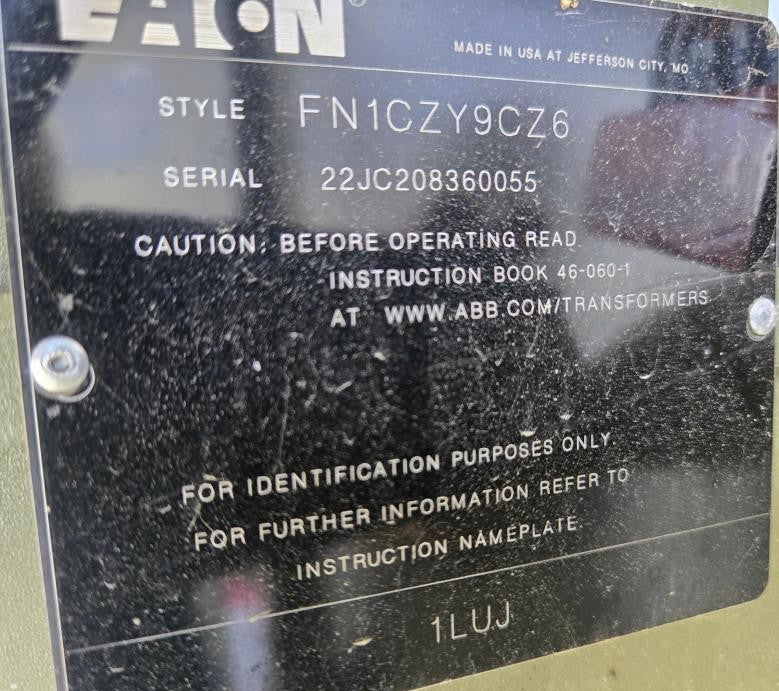 EATON
MADE IN USA AT JEFFERSON CITY, MO.
STYLE FN1CZY9CZ6
SERIAL 22JC208360055
CAUTION: BEFORE OPERATING READ
INSTRUCTION BOOK 46-060-1
AT WWW.ABB.COM/TRANSFORMERS
FOR IDENTIFICATION PURPOSES ONLY.
FOR FURTHER INFORMATION REFER TO
INSTRUCTION NAMEPLATE.
1LUJ